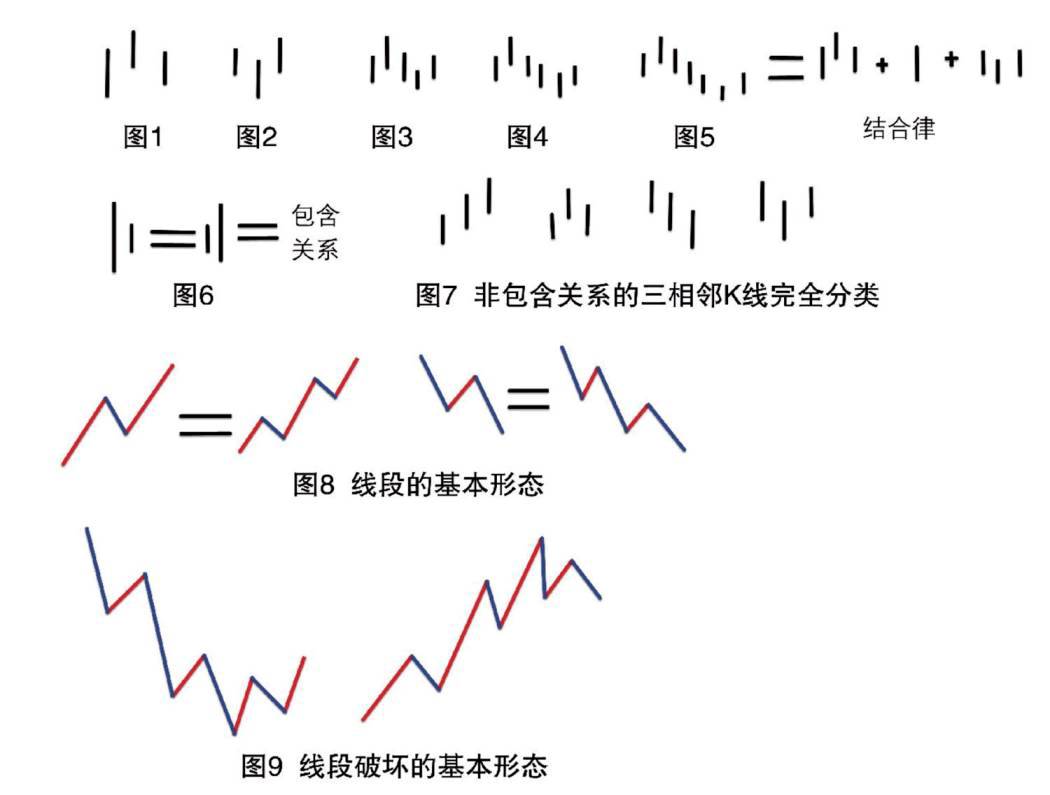 图1
图2
图3
图4
图5
结合律
包含
关系
图6
图7 非包含关系的三相邻K线完全分类
图8 线段的基本形态
图9 线段破坏的基本形态